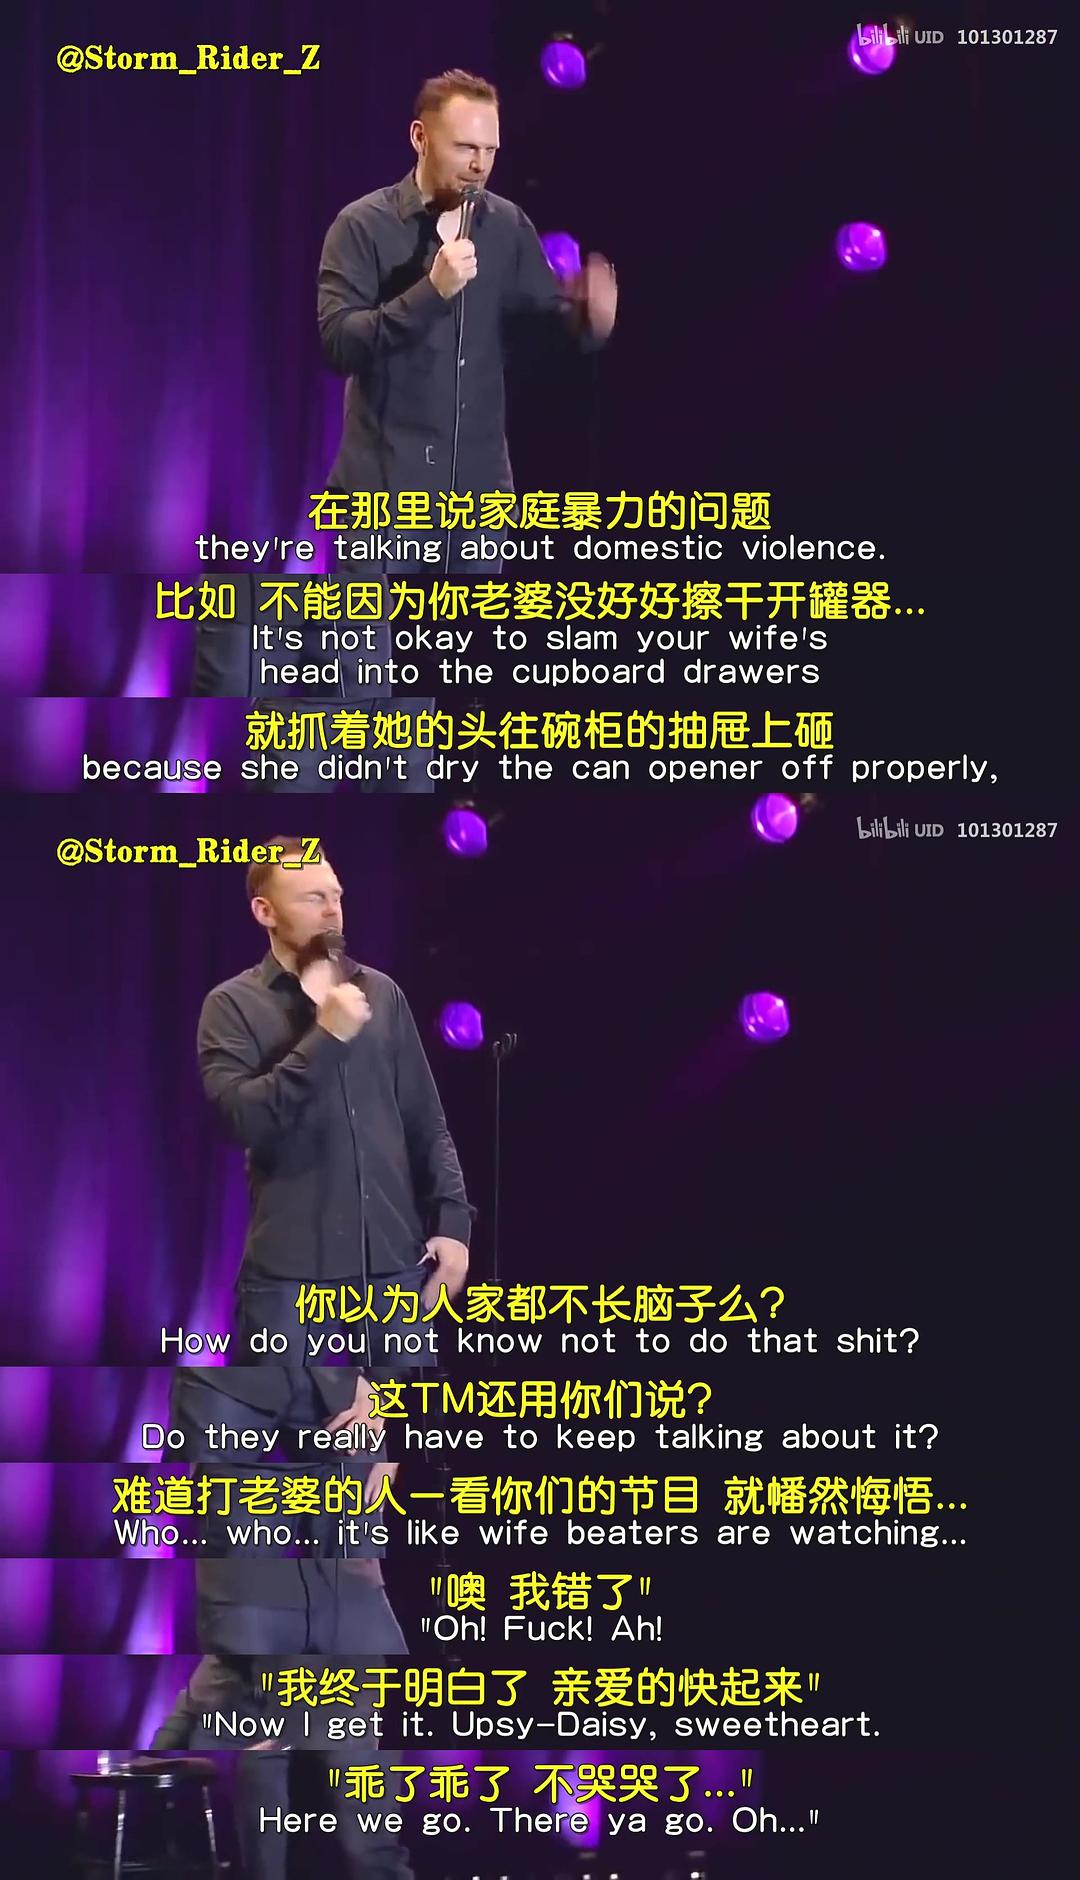 @Storm_Rider_Z
bilibili UID 101301287
在那里说家庭暴力的问题
they're talking about domestic violence.
比如 不能因为你老婆没好好擦干开罐器...
It's not okay to slam your wife's
head into the cupboard drawers
就抓着她的头往碗柜的抽屉上砸
because she didn't dry the can opener off properly,
@Storm_Rider_Z
bilibili UID 101301287
你以为人家都不长脑子么?
How do you not know not to do that shit?
这TM还用你们说?
Do they really have to keep talking about it?
难道打老婆的人一看你们的节目 就幡然悔悟...
Who... who... it's like wife beaters are watching...
"噢 我错了"
"Oh! Fuck! Ah!
"我终于明白了 亲爱的快起来"
"Now I get it. Upsy-Daisy, sweetheart.
"乖了乖了 不哭哭了..."
Here we go. There ya go. Oh..."